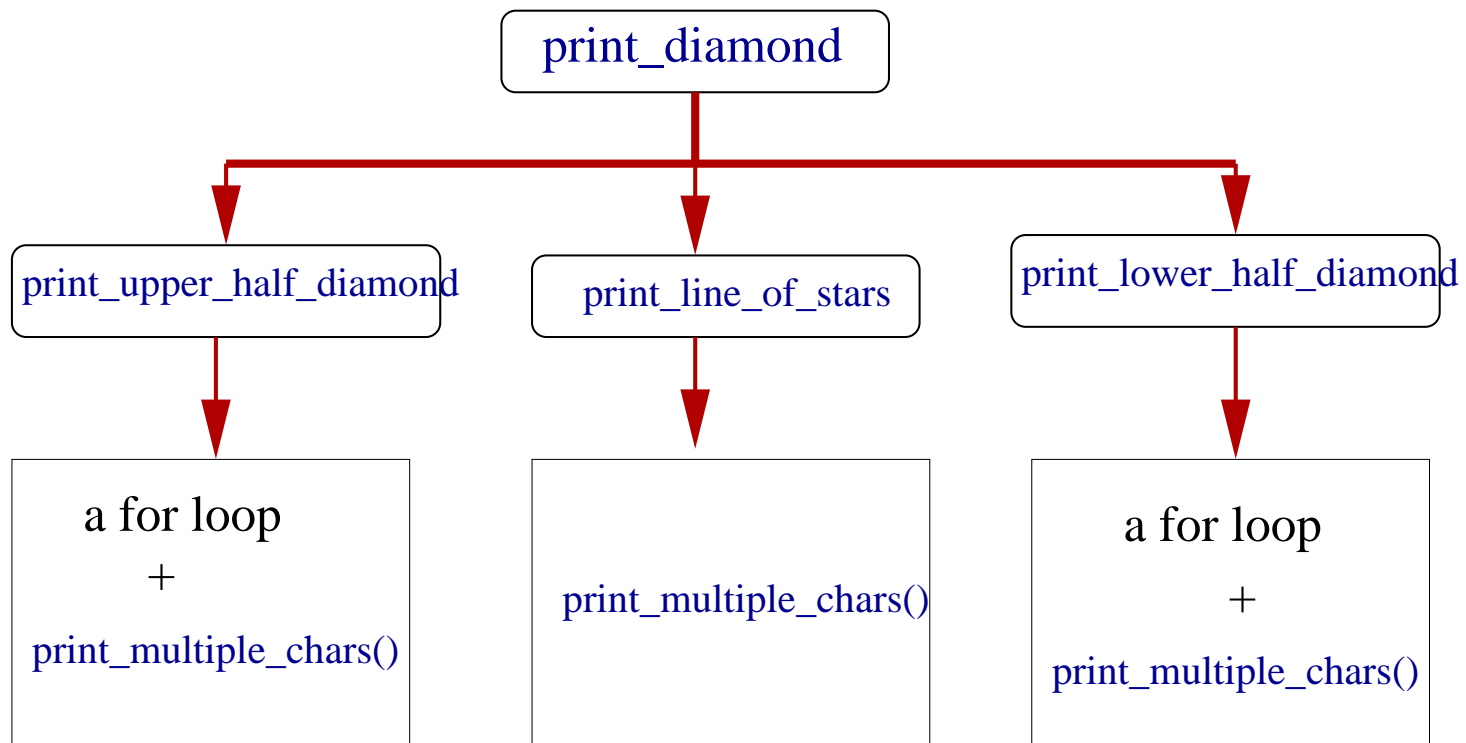 print_diamond
print_upper_half_diamond
print_line_of_stars
print_lower_half_diamond
a for loop
+
print_multiple_chars()
print_multiple_chars()
a for loop
+
print_multiple_chars()